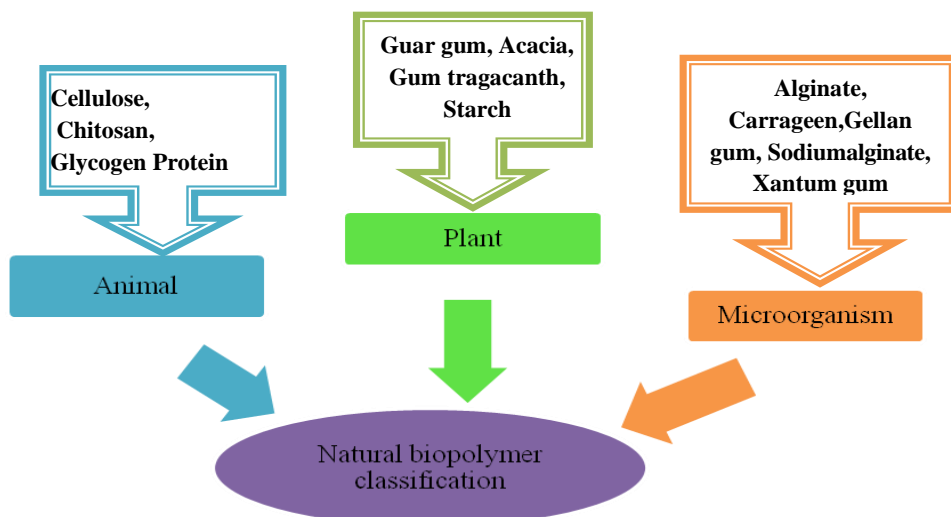 Cellulose,
Chitosan,
Glycogen Protein
Animal
Guar gum, Acacia,
Gum tragacanth,
Starch
Plant
Alginate,
Carrageen,Gellan
gum, Sodiumalginate,
Xantum gum
Microorganism
Natural biopolymer
classification